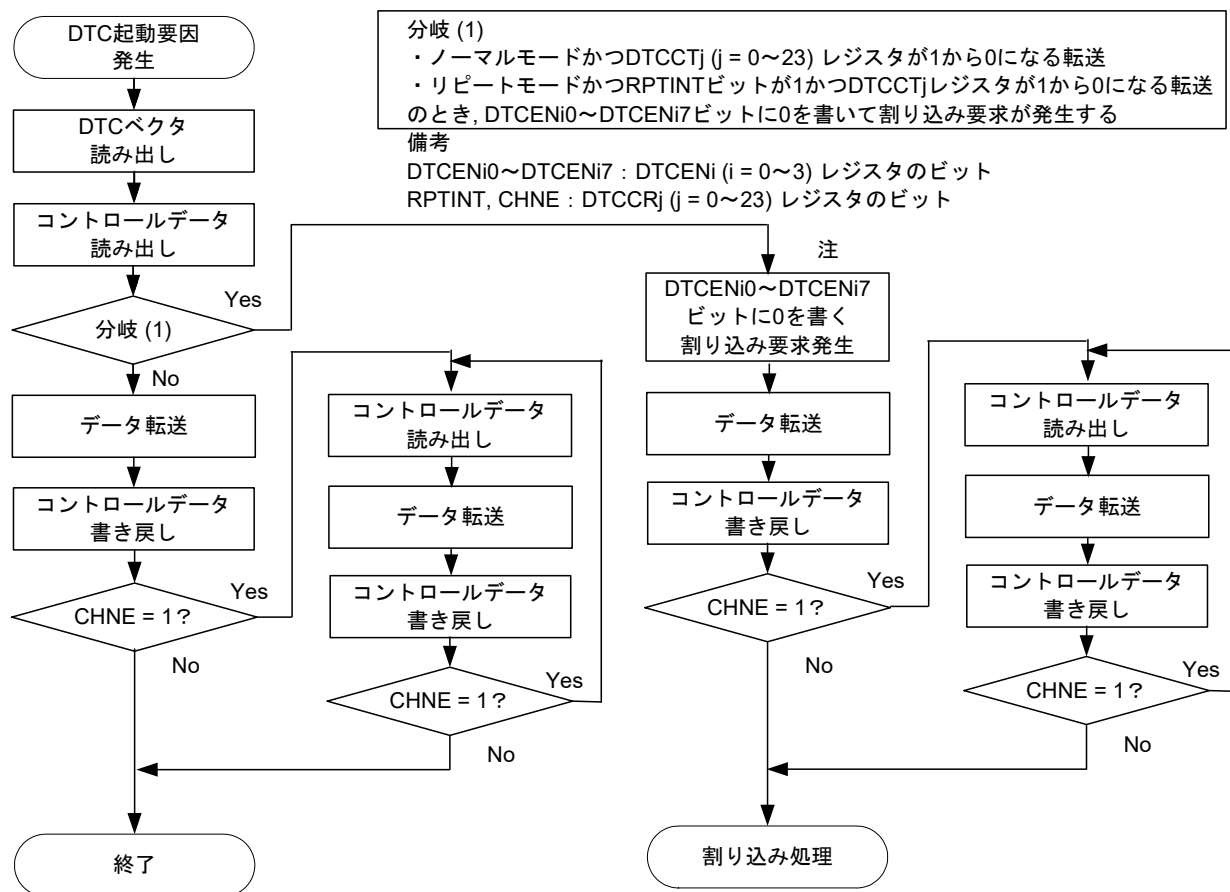 DTC起動要因
発生
DTCベクタ
読み出し
コントロールデータ
読み出し
分岐 (1)
Yes
No
データ転送
コントロールデータ
書き戻し
CHNE = 1?
Yes
No
終了
コントロールデータ
読み出し
データ転送
コントロールデータ
書き戻し
CHNE = 1?
Yes
No
分岐 (1)
・ノーマルモードかつDTCCTj (j = 0～23) レジスタが1から0になる転送
・リピートモードかつRPTINTビットが1かつDTCCTjレジスタが1から0になる転送
のとき, DTCENi0～DTCENi7ビットに0を書いて割り込み要求が発生する
備考
DTCENi0～DTCENi7：DTCENi (i = 0～3) レジスタのビット
RPTINT, CHNE：DTCCRj (j = 0～23) レジスタのビット
注
DTCENi0～DTCENi7
ビットに0を書く
割り込み要求発生
データ転送
コントロールデータ
書き戻し
CHNE = 1?
Yes
No
割り込み処理
コントロールデータ
読み出し
データ転送
コントロールデータ
書き戻し
CHNE = 1?
Yes
No